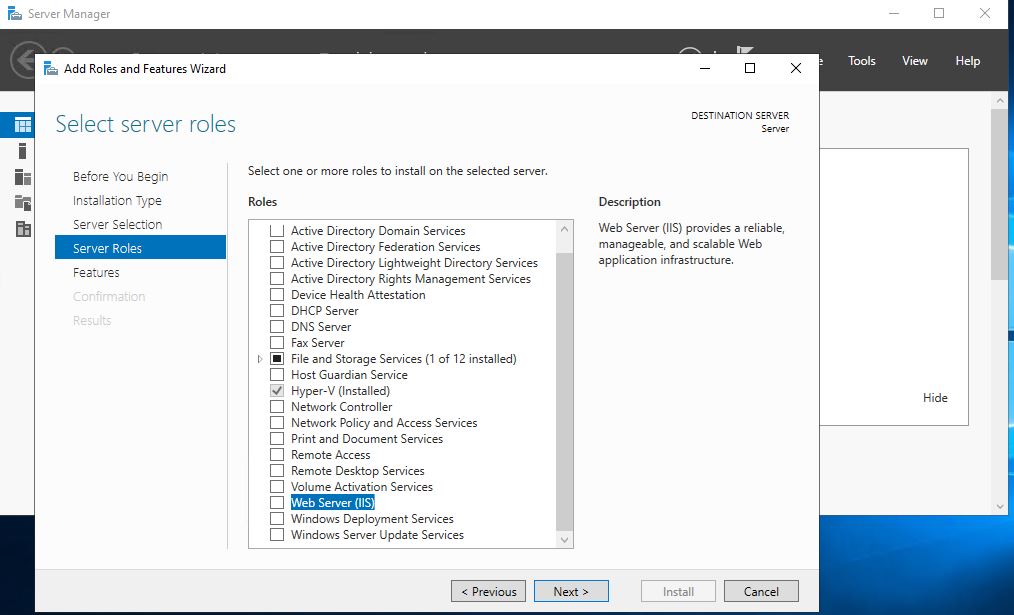 Server Manager
Tools
View
Help
Add Roles and Features Wizard
Select server roles
DESTINATION SERVER
Server
Before You Begin
Installation Type
Server Selection
Server Roles
Features
Confirmation
Results
Select one or more roles to install on the selected server.
Roles
Active Directory Domain Services
Active Directory Federation Services
Active Directory Lightweight Directory Services
Active Directory Rights Management Services
Device Health Attestation
DHCP Server
DNS Server
Fax Server
File and Storage Services (1 of 12 installed)
Host Guardian Service
Hyper-V (Installed)
Network Controller
Network Policy and Access Services
Print and Document Services
Remote Access
Remote Desktop Services
Volume Activation Services
Web Server (IIS)
Windows Deployment Services
Windows Server Update Services
Description
Web Server (IIS) provides a reliable,
manageable, and scalable Web
application infrastructure.
Hide
< Previous
Next >
Install
Cancel